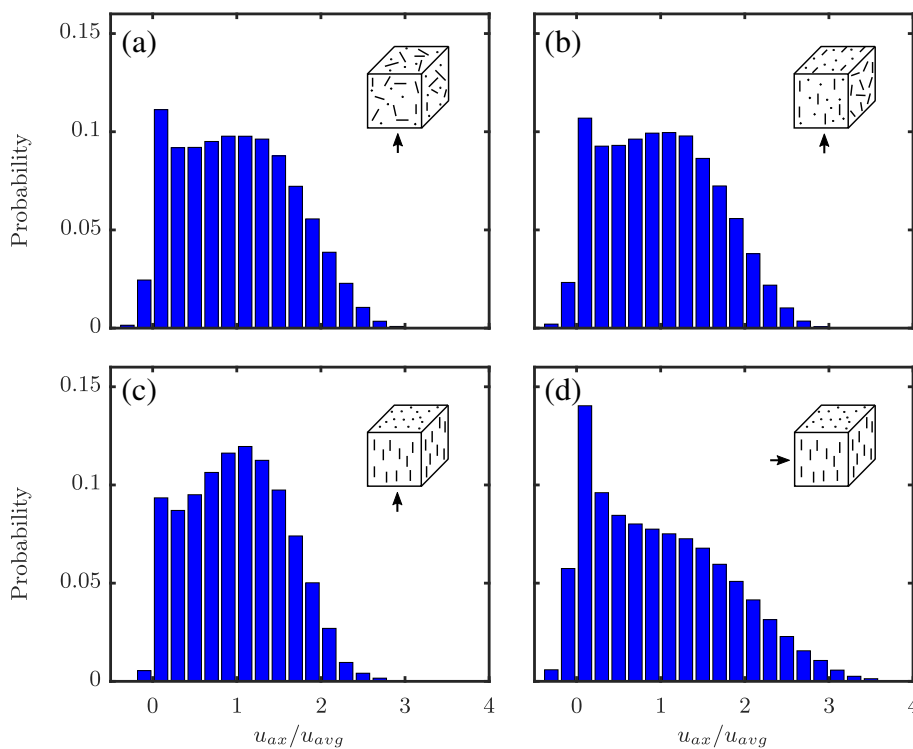 (a)
(b)
Probability
0.15
0.1
0.05
0
(c)
(d)
Probability
0.15
0.1
0.05
0
0 1 2 3 4
0 1 2 3 4
u_{ax}/u_{avg}
u_{ax}/u_{avg}